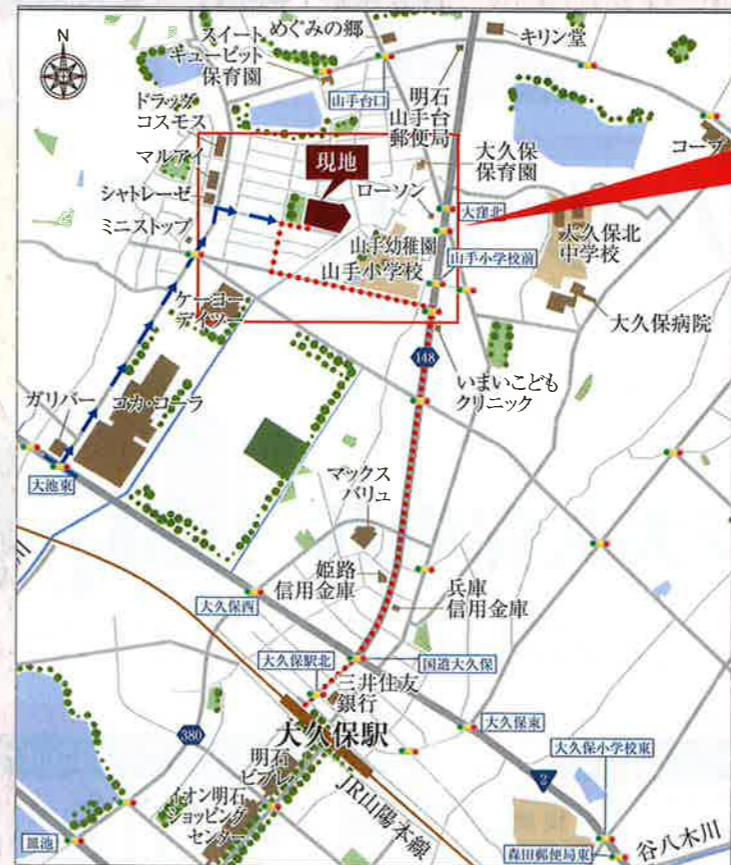 N
スイート
キューピット
保育園
めぐみの郷
キリン堂
山手台口
明石
山手台
郵便局
ドラッグ
コスモス
マルアイ
シャトレーゼ
ミニストップ
現地
大久保
保育園
ローソン
大窪北
コープ
山手幼稚園
山手小学校
山手小学校前
大久保北
中学校
大久保病院
ケーヨー
デイツー
148
いまいこども
クリニック
ガリバー
コカ・コーラ
大池東
マックス
バリュ
姫路
信用金庫
兵庫
信用金庫
大久保西
大久保駅北
国道大久保
三井住友
銀行
大久保駅
大久保東
大久保小学校東
380
明石
ビブレ
2
イオン明石
ショッピング
センター
JR山陽本線
皿池
森田郵便局東
谷八木川
川